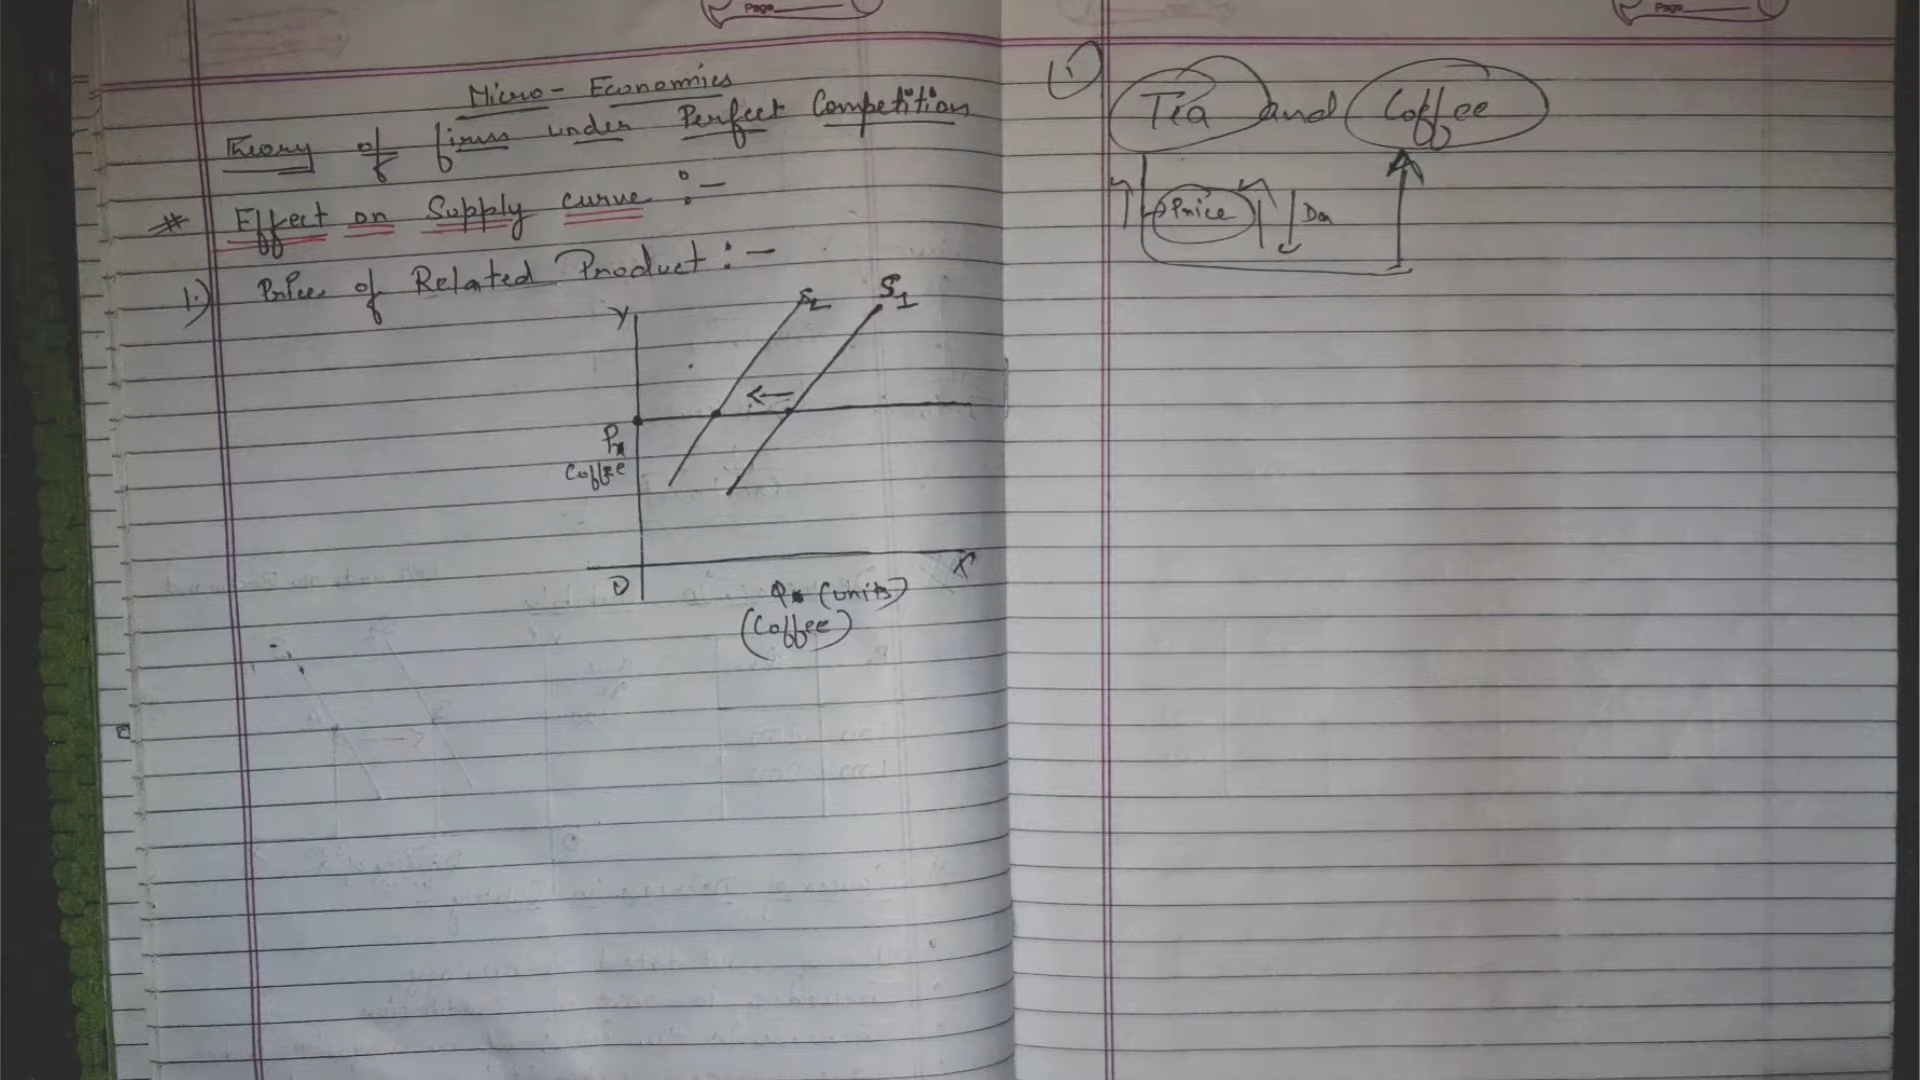 Page
Micro - Economics
Theory of firms under Perfect Competition
# Effect on Supply curve :-
1.) Price of Related Product :-
Y
S2
S1
Px
Coffee
O
X
Qx (Units)
(Coffee)
Page
1) Tea and Coffee
Price